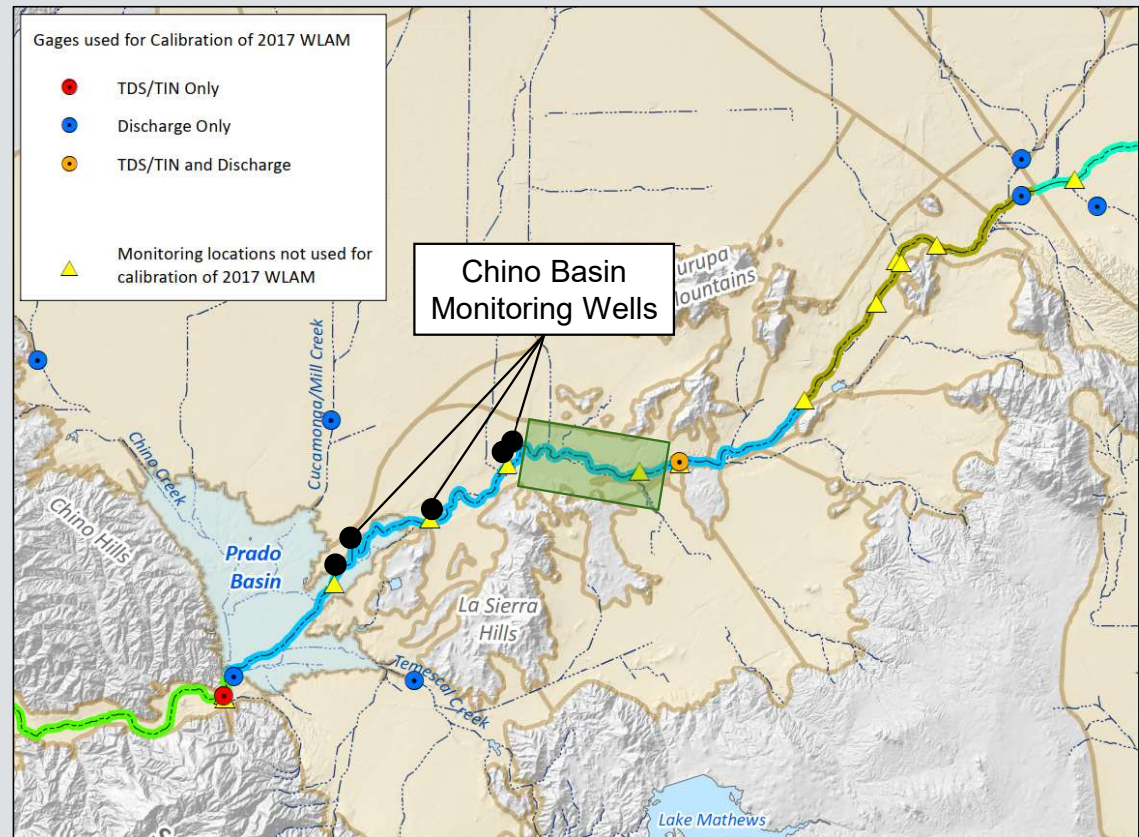 Gages used for Calibration of 2017 WLAM
TDS/TIN Only
Discharge Only
TDS/TIN and Discharge
Monitoring locations not used for
calibration of 2017 WLAM
Chino Basin
Monitoring Wells
urupa
ountains
Cucamonga/Mill Creek
Chino Creek
Chino Hills
Prado
Basin
La Sierra
Hills
Temescal Creek
Lake Mathews